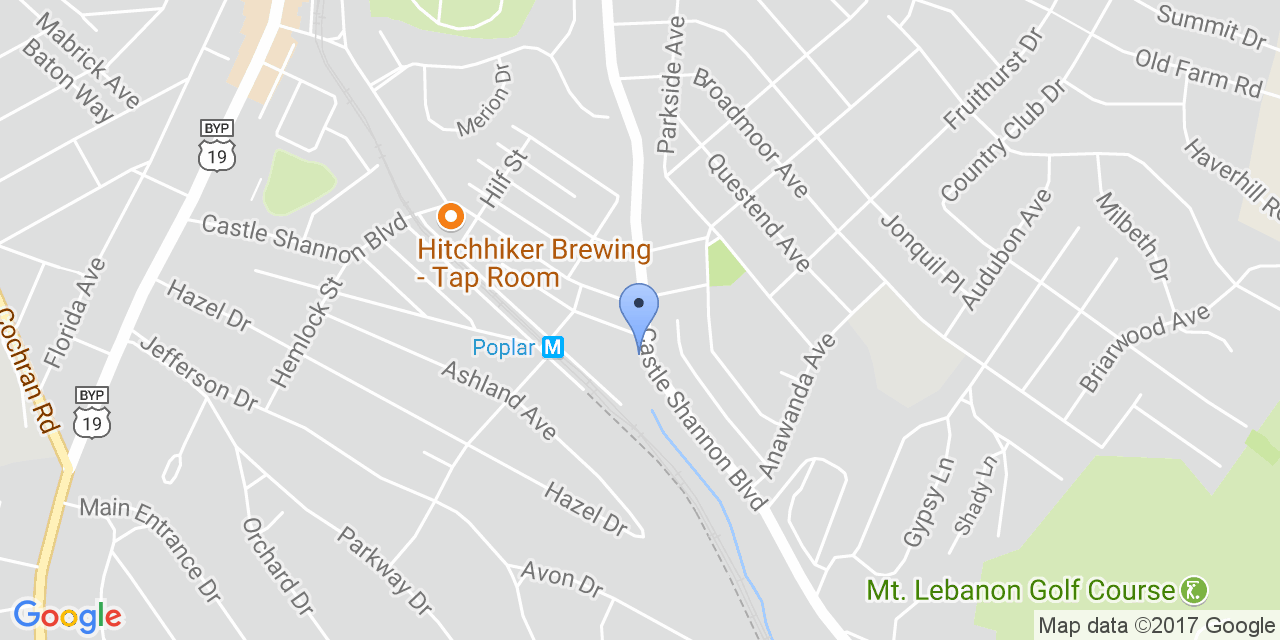 Mabrick Ave
Baton Way
Summit Dr
Old Farm Rd
Parkside Ave
Broadmoor Ave
Fruithurst Dr
Country Club Dr
Merion Dr
BYP
19
Hilf St
Questend Ave
Haverhill Rd
Castle Shannon Blvd
Hitchhiker Brewing
- Tap Room
Jonquil Pl
Audubon Ave
Milbeth Dr
Florida Ave
Hazel Dr
Hemlock St
Cochran Rd
Jefferson Dr
Poplar M
Ashland Ave
Castle Shannon Blvd
Anawanda Ave
Briarwood Ave
BYP
19
Main Entrance Dr
Orchard Dr
Parkway Dr
Hazel Dr
Avon Dr
Gypsy Ln
Shady Ln
Mt. Lebanon Golf Course
Google
Map data ©2017 Google